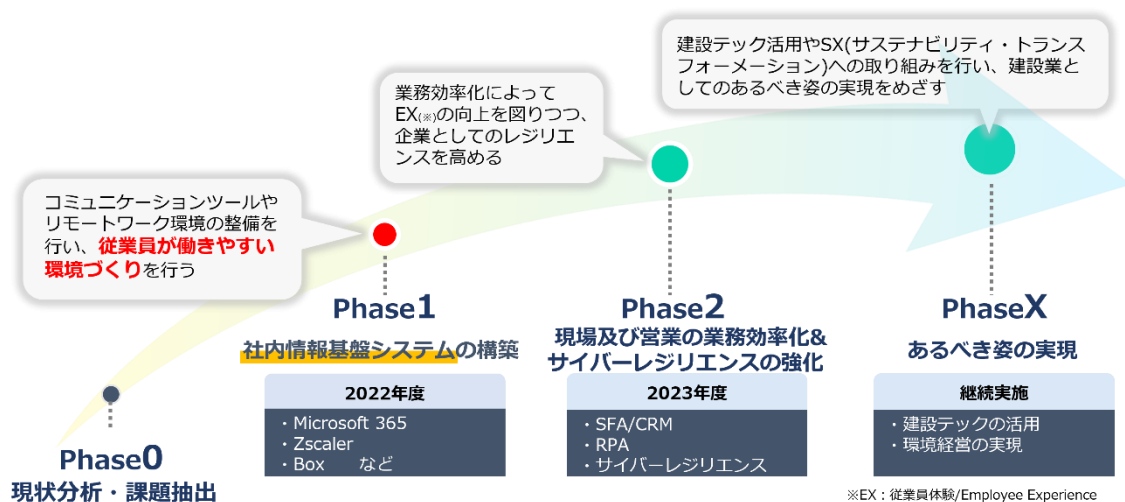 建設テック活用やSX(サステナビリティ・トランス
フォーメーション)への取り組みを行い、建設業と
してのあるべき姿の実現をめざす
業務効率化によって
EX(※)の向上を図りつつ、
企業としてのレジリエ
ンスを高める
コミュニケーションツールや
リモートワーク環境の整備を
行い、従業員が働きやすい
環境づくりを行う
Phase0
現状分析・課題抽出
Phase1
社内情報基盤システムの構築
2022年度
・Microsoft 365
・Zscaler
・Box など
Phase2
現場及び営業の業務効率化&
サイバーレジリエンスの強化
2023年度
・SFA/CRM
・RPA
・サイバーレジリエンス
PhaseX
あるべき姿の実現
継続実施
・建設テックの活用
・環境経営の実現
※EX：従業員体験/Employee Experience